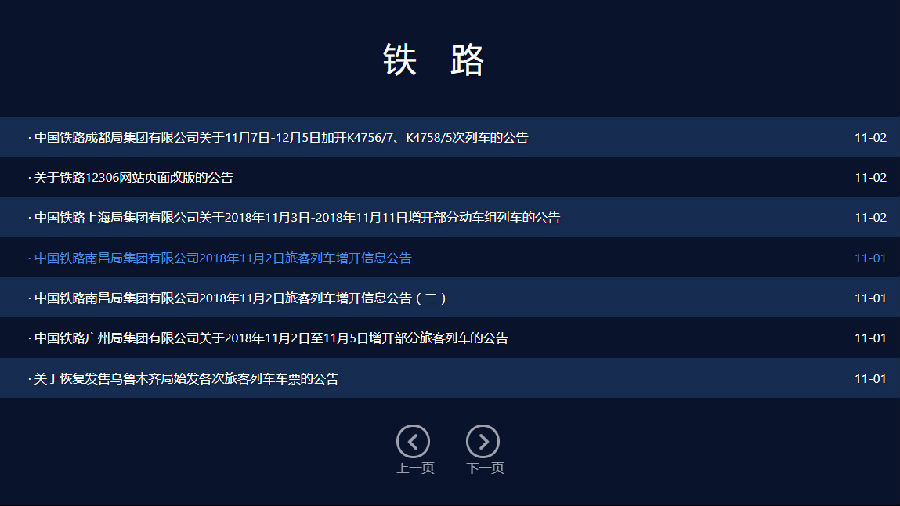 铁 路
· 中国铁路成都局集团有限公司关于11月7日-12月5日加开K4756/7、K4758/5次列车的公告 11-02
· 关于铁路12306网站页面改版的公告 11-02
· 中国铁路上海局集团有限公司关于2018年11月3日-2018年11月11日增开部分动车组列车的公告 11-02
· 中国铁路南昌局集团有限公司2018年11月2日旅客列车增开信息公告 11-01
· 中国铁路南昌局集团有限公司2018年11月2日旅客列车增开信息公告（二） 11-01
· 中国铁路广州局集团有限公司关于2018年11月2日至11月5日增开部分旅客列车的公告 11-01
· 关于恢复发售乌鲁木齐局始发各次旅客列车车票的公告 11-01
上一页 下一页